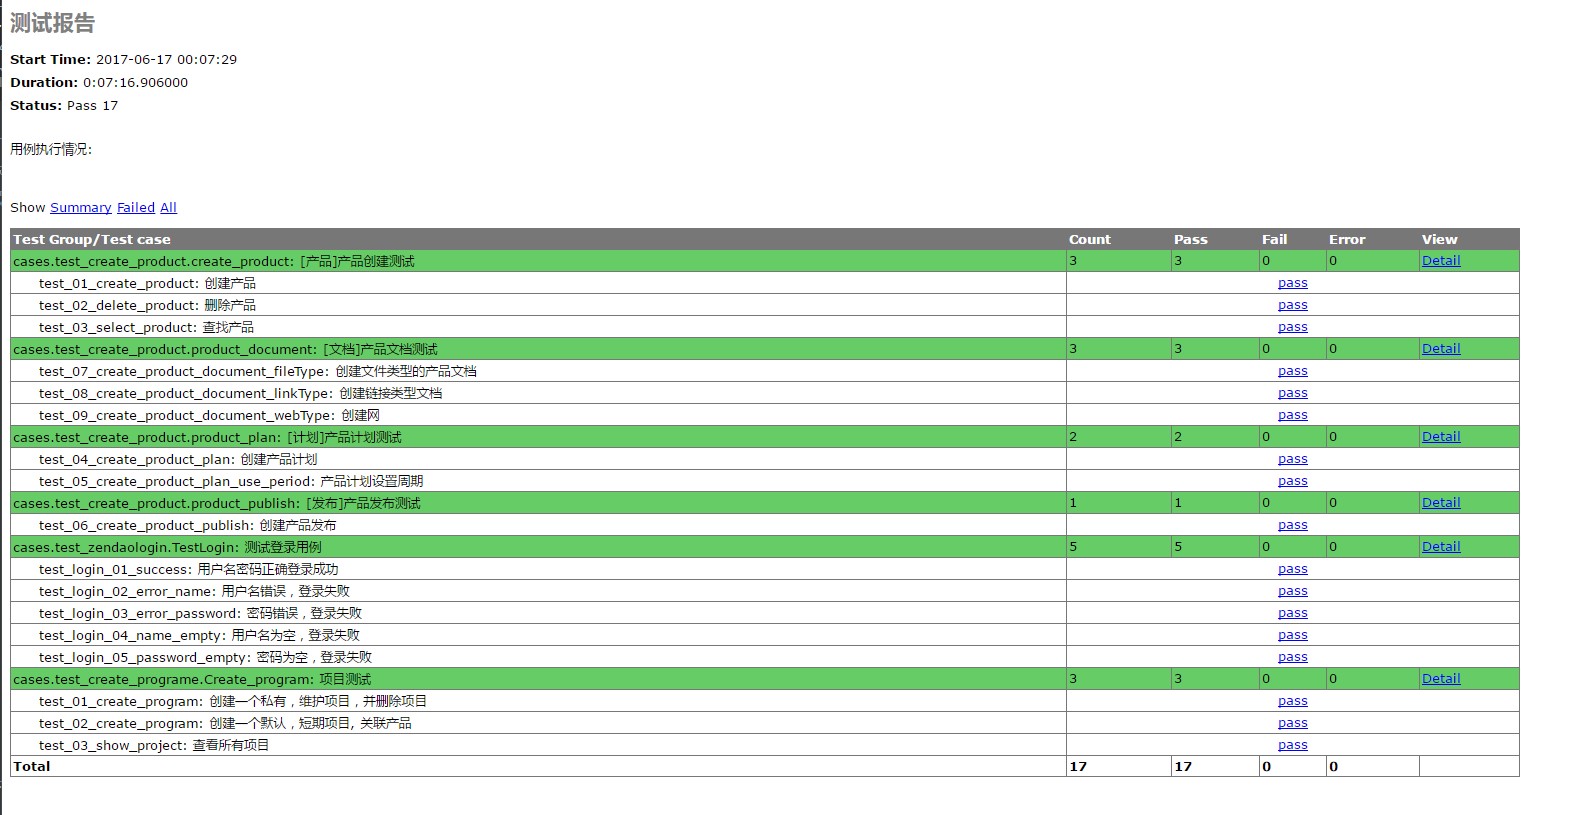 测试报告
Start Time: 2017-06-17 00:07:29
Duration: 0:07:16.906000
Status: Pass 17
用例执行情况:
Show Summary Failed All
Test Group/Test case Count Pass Fail Error View
cases.test_create_product.create_product: [产品]产品创建测试 3 3 0 0 Detail
test_01_create_product: 创建产品 pass
test_02_delete_product: 删除产品 pass
test_03_select_product: 查找产品 pass
cases.test_create_product.product_document: [文档]产品文档测试 3 3 0 0 Detail
test_07_create_product_document_fileType: 创建文件类型的产品文档 pass
test_08_create_product_document_linkType: 创建链接类型文档 pass
test_09_create_product_document_webType: 创建网 pass
cases.test_create_product.product_plan: [计划]产品计划测试 2 2 0 0 Detail
test_04_create_product_plan: 创建产品计划 pass
test_05_create_product_plan_use_period: 产品计划设置周期 pass
cases.test_create_product.product_publish: [发布]产品发布测试 1 1 0 0 Detail
test_06_create_product_publish: 创建产品发布 pass
cases.test_zendaologin.TestLogin: 测试登录用例 5 5 0 0 Detail
test_login_01_success: 用户名密码正确登录成功 pass
test_login_02_error_name: 用户名错误，登录失败 pass
test_login_03_error_password: 密码错误，登录失败 pass
test_login_04_name_empty: 用户名为空，登录失败 pass
test_login_05_password_empty: 密码为空，登录失败 pass
cases.test_create_programe.Create_program: 项目测试 3 3 0 0 Detail
test_01_create_program: 创建一个私有，维护项目，并删除项目 pass
test_02_create_program: 创建一个默认，短期项目, 关联产品 pass
test_03_show_project: 查看所有项目 pass
Total 17 17 0 0